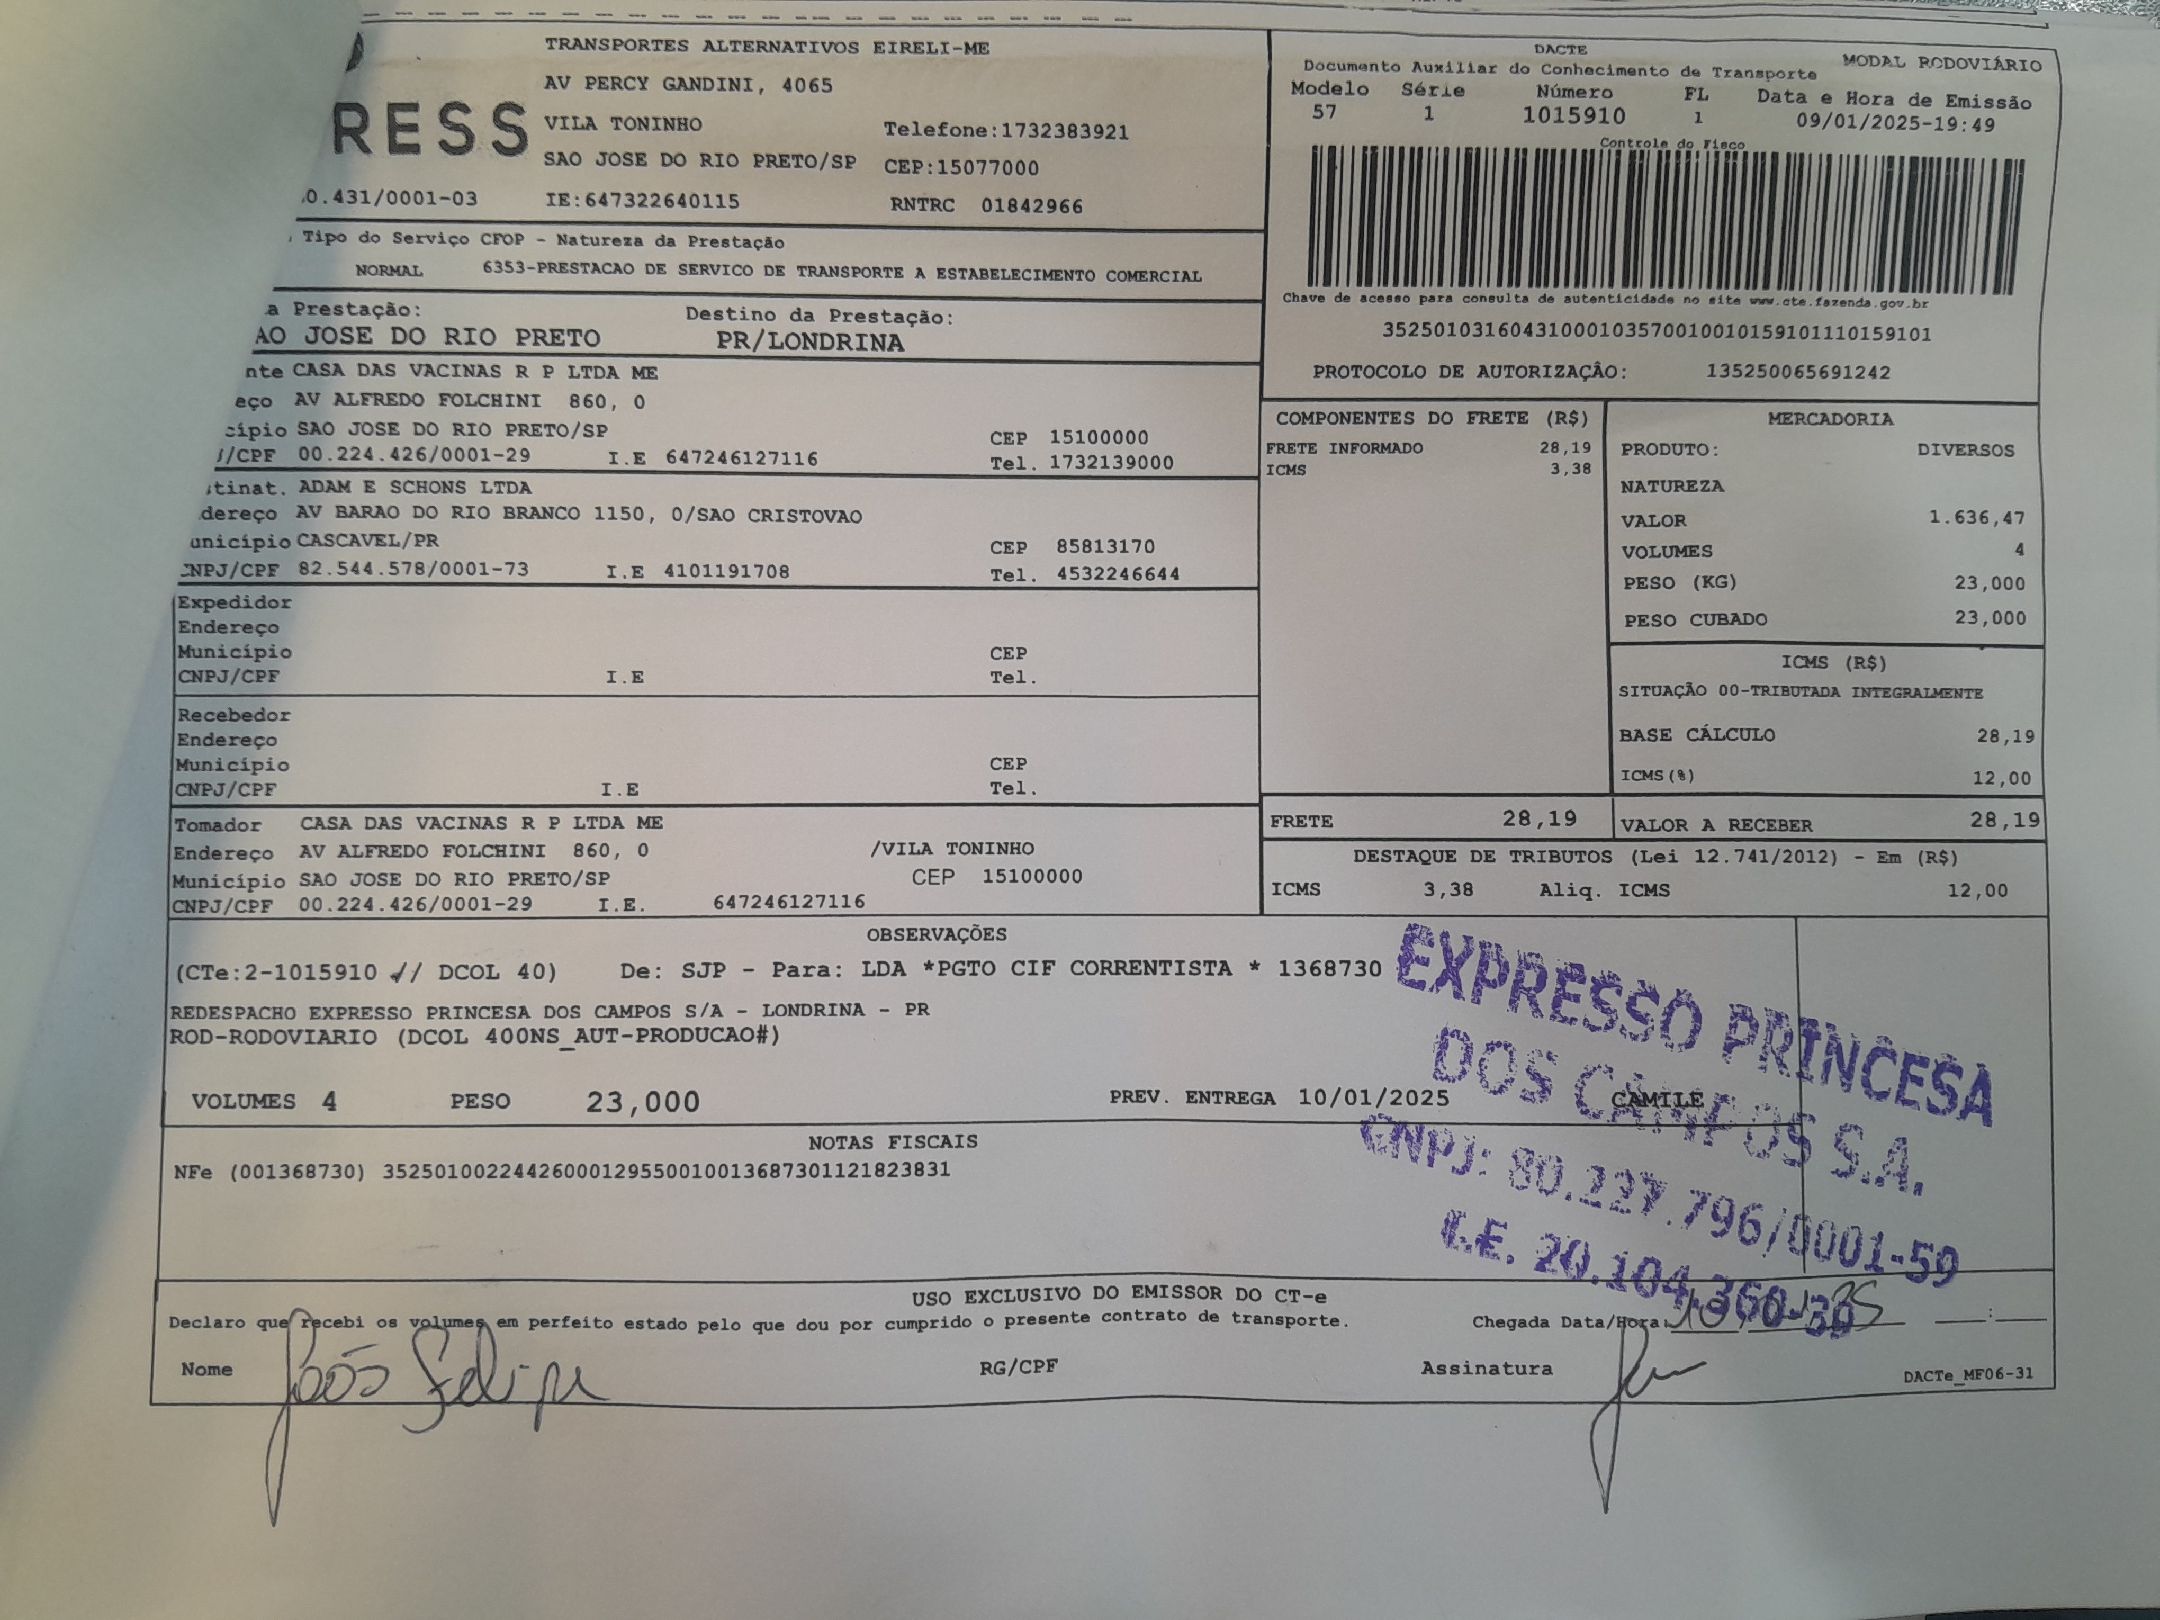 TRANSPORTES ALTERNATIVOS EIRELI-ME
AV PERCY GANDINI, 4065
RESS
VILA TONINHO Telefone:1732383921
SAO JOSE DO RIO PRETO/SP CEP:15077000
0.431/0001-03 IE:647322640115 RNTRC 01842966
DACTE
Documento Auxiliar do Conhecimento de Transporte MODAL RODOVIÁRIO
Modelo Série Número FL Data e Hora de Emissão
57 1 1015910 1 09/01/2025-19:49
Controle do Fisco
Chave de acesso para consulta de autenticidade no site www.cte.fazenda.gov.br
35250103160431000103570010010159101110159101
PROTOCOLO DE AUTORIZAÇÂO: 135250065691242
Tipo do Serviço CFOP - Natureza da Prestação
NORMAL 6353-PRESTACAO DE SERVICO DE TRANSPORTE A ESTABELECIMENTO COMERCIAL
a Prestação: Destino da Prestação:
AO JOSE DO RIO PRETO PR/LONDRINA
nte CASA DAS VACINAS R P LTDA ME
eço AV ALFREDO FOLCHINI 860, 0
cípio SAO JOSE DO RIO PRETO/SP CEP 15100000
J/CPF 00.224.426/0001-29 I.E 647246127116 Tel. 1732139000
tinat. ADAM E SCHONS LTDA
dereço AV BARAO DO RIO BRANCO 1150, 0/SAO CRISTOVAO
unicípio CASCAVEL/PR CEP 85813170
CNPJ/CPF 82.544.578/0001-73 I.E 4101191708 Tel. 4532246644
Expedidor
Endereço
Município CEP
CNPJ/CPF I.E Tel.
Recebedor
Endereço
Município CEP
CNPJ/CPF I.E Tel.
Tomador CASA DAS VACINAS R P LTDA ME
Endereço AV ALFREDO FOLCHINI 860, 0 /VILA TONINHO
Município SAO JOSE DO RIO PRETO/SP CEP 15100000
CNPJ/CPF 00.224.426/0001-29 I.E. 647246127116
COMPONENTES DO FRETE (R$)
FRETE INFORMADO 28,19
ICMS 3,38
MERCADORIA
PRODUTO: DIVERSOS
NATUREZA
VALOR 1.636,47
VOLUMES 4
PESO (KG) 23,000
PESO CUBADO 23,000
ICMS (R$)
SITUAÇÃO 00-TRIBUTADA INTEGRALMENTE
BASE CÁLCULO 28,19
ICMS(%) 12,00
FRETE 28,19 VALOR A RECEBER 28,19
DESTAQUE DE TRIBUTOS (Lei 12.741/2012) - Em (R$)
ICMS 3,38 Aliq. ICMS 12,00
OBSERVAÇÕES
(CTe:2-1015910 // DCOL 40) De: SJP - Para: LDA *PGTO CIF CORRENTISTA * 1368730
REDESPACHO EXPRESSO PRINCESA DOS CAMPOS S/A - LONDRINA - PR
ROD-RODOVIARIO (DCOL 400NS_AUT-PRODUCAO#)
VOLUMES 4 PESO 23,000 PREV. ENTREGA 10/01/2025 CAMILE
EXPRESSO PRINCESA
DOS CAMPOS S.A.
CNPJ: 80.227.796/0001-59
I.E. 20.104.360-30
NOTAS FISCAIS
NFe (001368730) 35250100224426000129550010013687301121823831
USO EXCLUSIVO DO EMISSOR DO CT-e
Declaro que recebi os volumes em perfeito estado pelo que dou por cumprido o presente contrato de transporte. Chegada Data/Hora:
Nome João Felipe RG/CPF Assinatura DACTe_MF06-31